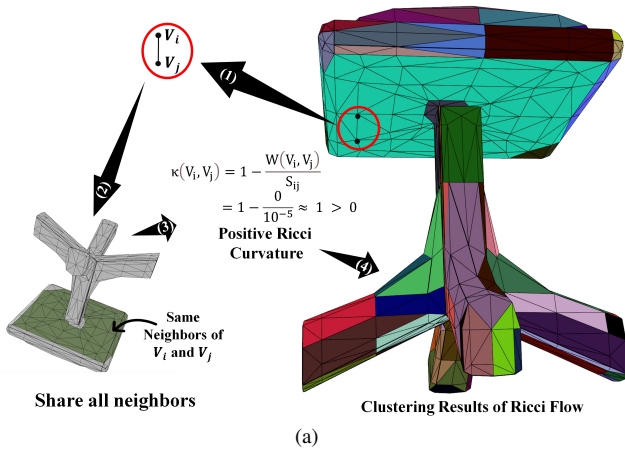 V_i
V_j
(1)
(2)
κ(V_i, V_j) = 1 − W(V_i, V_j) / S_ij
= 1 − 0 / 10^{-5} ≈ 1 > 0
(3)
Positive Ricci
Curvature
(4)
Same
Neighbors of
V_i and V_j
Share all neighbors
Clustering Results of Ricci Flow
(a)